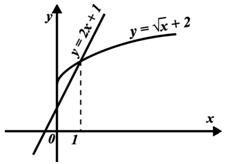 y
y = 2x + 1
y = √x + 2
x
0
1